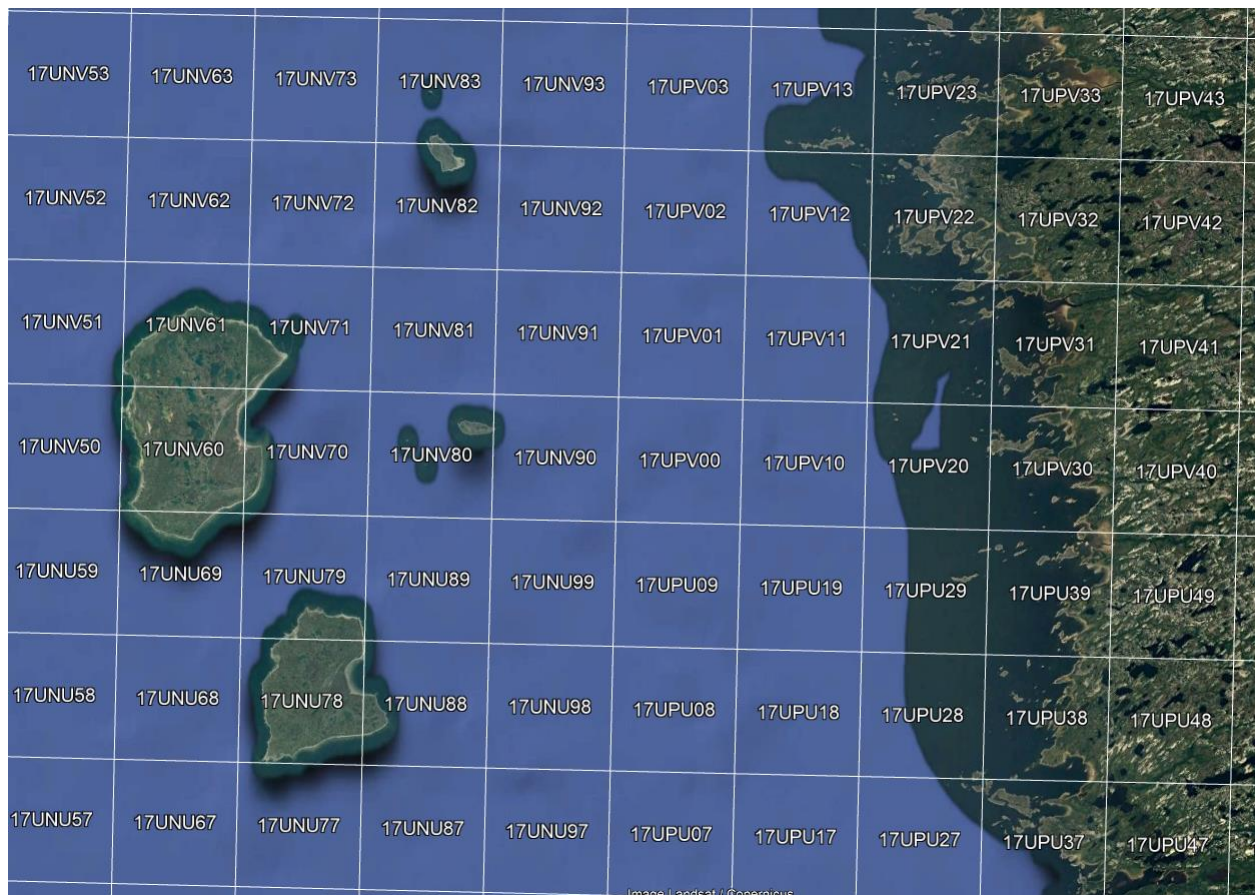 17UNV53 17UNV63 17UNV73 17UNV83 17UNV93 17UPV03 17UPV13 17UPV23 17UPV33 17UPV43
17UNV52 17UNV62 17UNV72 17UNV82 17UNV92 17UPV02 17UPV12 17UPV22 17UPV32 17UPV42
17UNV51 17UNV61 17UNV71 17UNV81 17UNV91 17UPV01 17UPV11 17UPV21 17UPV31 17UPV41
17UNV50 17UNV60 17UNV70 17UNV80 17UNV90 17UPV00 17UPV10 17UPV20 17UPV30 17UPV40
17UNU59 17UNU69 17UNU79 17UNU89 17UNU99 17UPU09 17UPU19 17UPU29 17UPU39 17UPU49
17UNU58 17UNU68 17UNU78 17UNU88 17UNU98 17UPU08 17UPU18 17UPU28 17UPU38 17UPU48
17UNU57 17UNU67 17UNU77 17UNU87 17UNU97 17UPU07 17UPU17 17UPU27 17UPU37 17UPU47
Image Landsat / Copernicus